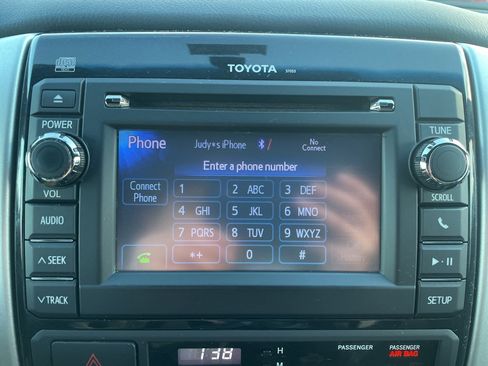 TOYOTA
POWER
VOL
AUDIO
SEEK
TRACK
Phone
Judy*s iPhone
No
Connect
Enter a phone number
Connect
Phone
1
2 ABC
3 DEF
4 GHI
5 JKL
6 MNO
7 PQRS
8 TUV
9 WXYZ
*+
0
#
TUNE
SCROLL
SETUP
1:38
H
M
PASSENGER
PASSENGER
AIR BAG